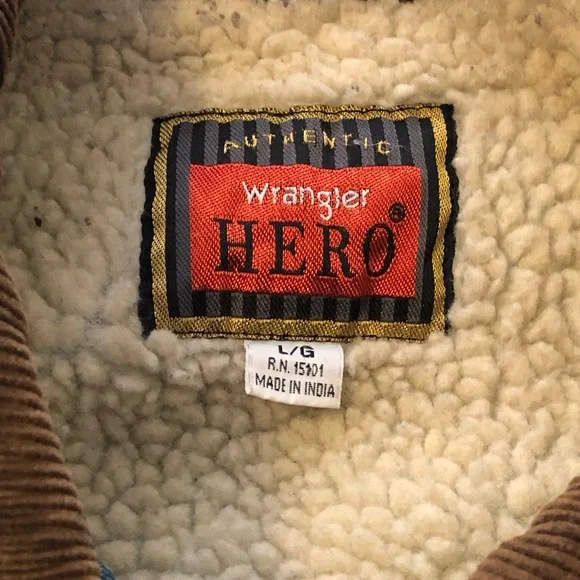 AUTHENTIC
Wrangler
HERO®
L/G
R.N. 15101
MADE IN INDIA